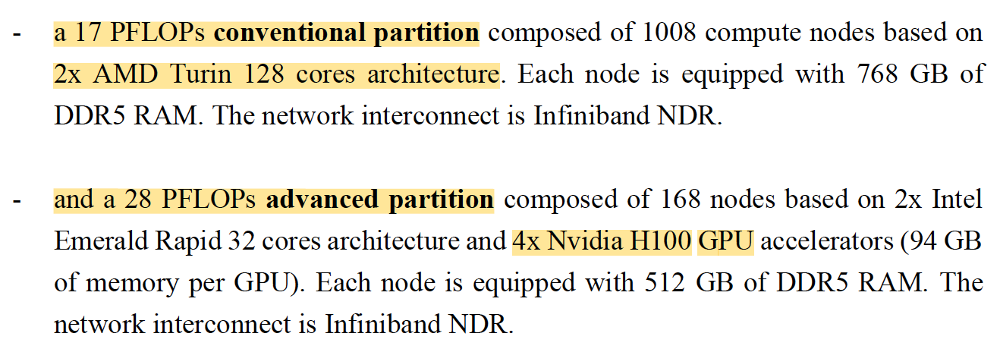 - a 17 PFLOPs conventional partition composed of 1008 compute nodes based on
2x AMD Turin 128 cores architecture. Each node is equipped with 768 GB of
DDR5 RAM. The network interconnect is Infiniband NDR.
- and a 28 PFLOPs advanced partition composed of 168 nodes based on 2x Intel
Emerald Rapid 32 cores architecture and 4x Nvidia H100 GPU accelerators (94 GB
of memory per GPU). Each node is equipped with 512 GB of DDR5 RAM. The
network interconnect is Infiniband NDR.